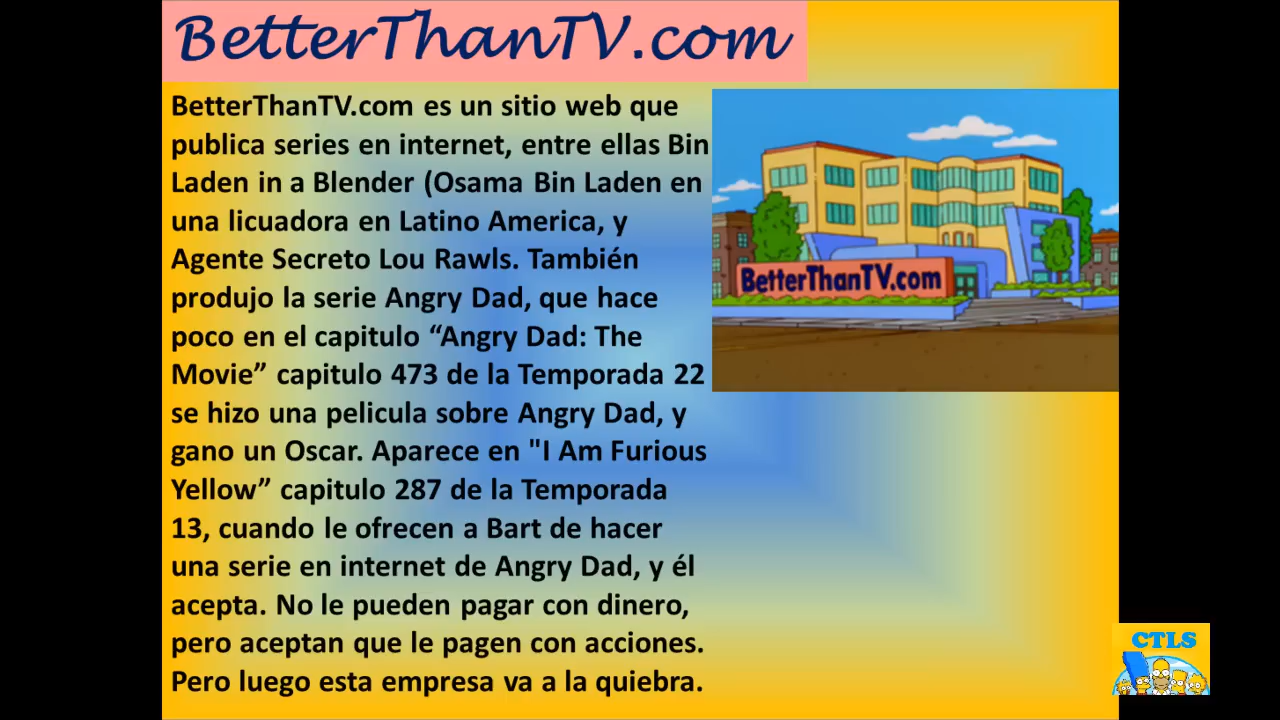 BetterThanTV.com
BetterThanTV.com es un sitio web que
publica series en internet, entre ellas Bin
Laden in a Blender (Osama Bin Laden en
una licuadora en Latino America, y
Agente Secreto Lou Rawls. También
produjo la serie Angry Dad, que hace
poco en el capitulo “Angry Dad: The
Movie” capitulo 473 de la Temporada 22
se hizo una pelicula sobre Angry Dad, y
gano un Oscar. Aparece en "I Am Furious
Yellow” capitulo 287 de la Temporada
13, cuando le ofrecen a Bart de hacer
una serie en internet de Angry Dad, y él
acepta. No le pueden pagar con dinero,
pero aceptan que le pagen con acciones.
Pero luego esta empresa va a la quiebra.
BetterThanTV.com
CTLS